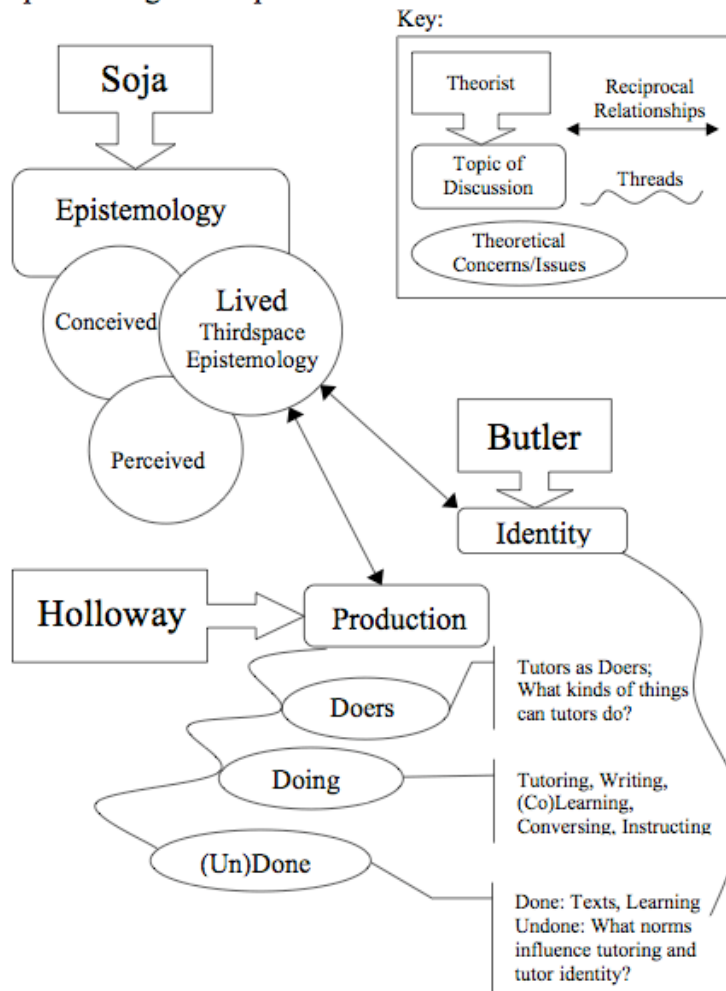 Key:
Soja
Theorist
Reciprocal
Relationships
Topic of
Discussion
Threads
Theoretical
Concerns/Issues
Epistemology
Conceived
Lived
Thirdspace
Epistemology
Perceived
Butler
Identity
Holloway
Production
Doers
Tutors as Doers;
What kinds of things
can tutors do?
Doing
Tutoring, Writing,
(Co)Learning,
Conversing, Instructing
(Un)Done
Done: Texts, Learning
Undone: What norms
influence tutoring and
tutor identity?